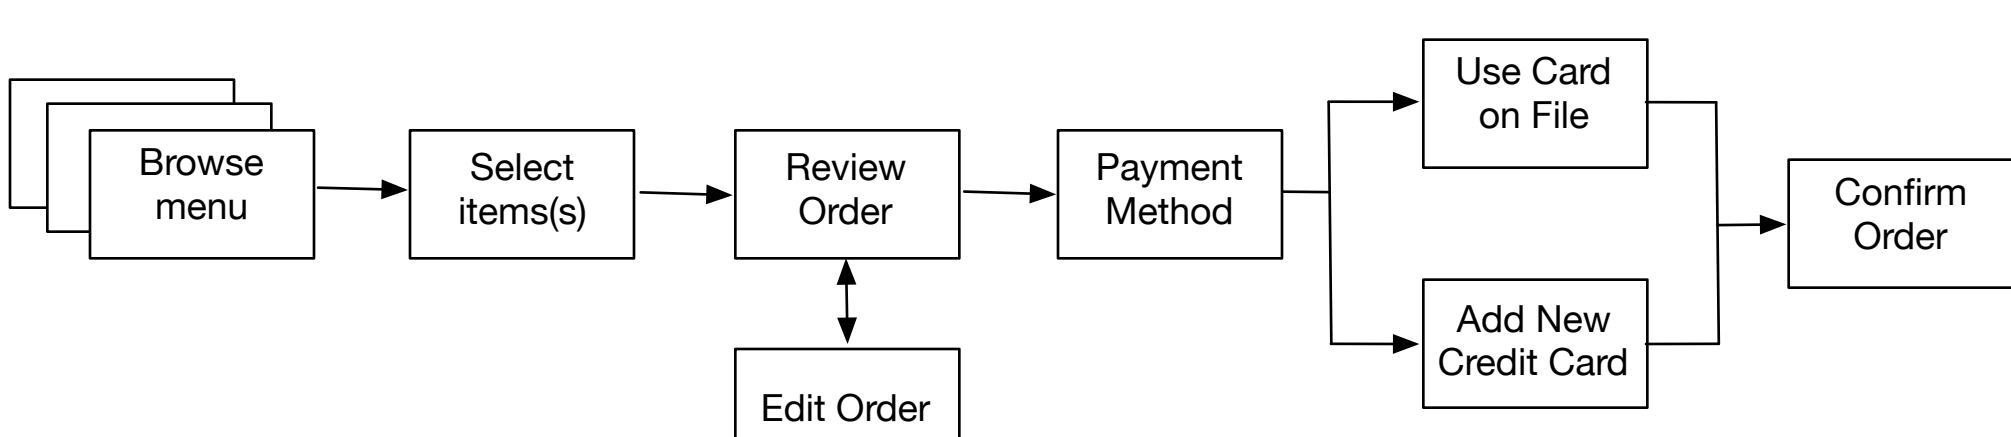 Browse
menu
Select
items(s)
Review
Order
Edit Order
Payment
Method
Use Card
on File
Add New
Credit Card
Confirm
Order